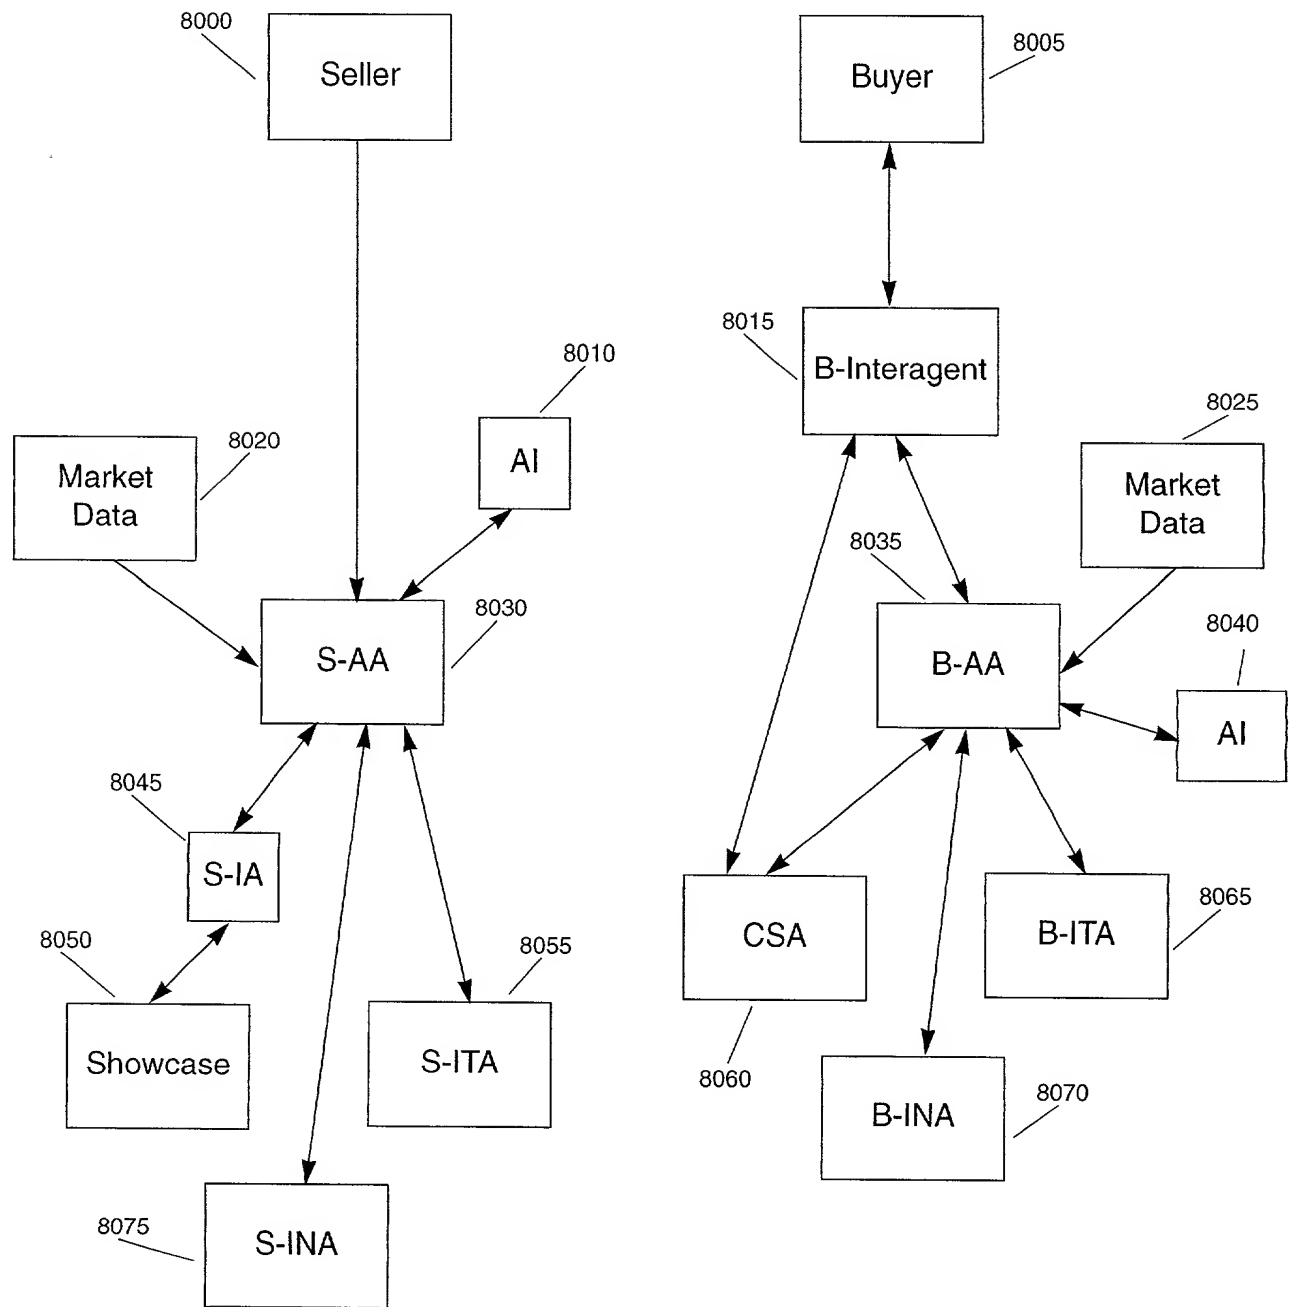 8000
Seller
Buyer
8005
8015
B-Interagent
8010
AI
8020
Market
Data
8025
Market
Data
8035
8030
S-AA
B-AA
8040
AI
8045
S-IA
8050
Showcase
8055
S-ITA
CSA
8060
B-ITA
8065
B-INA
8070
8075
S-INA